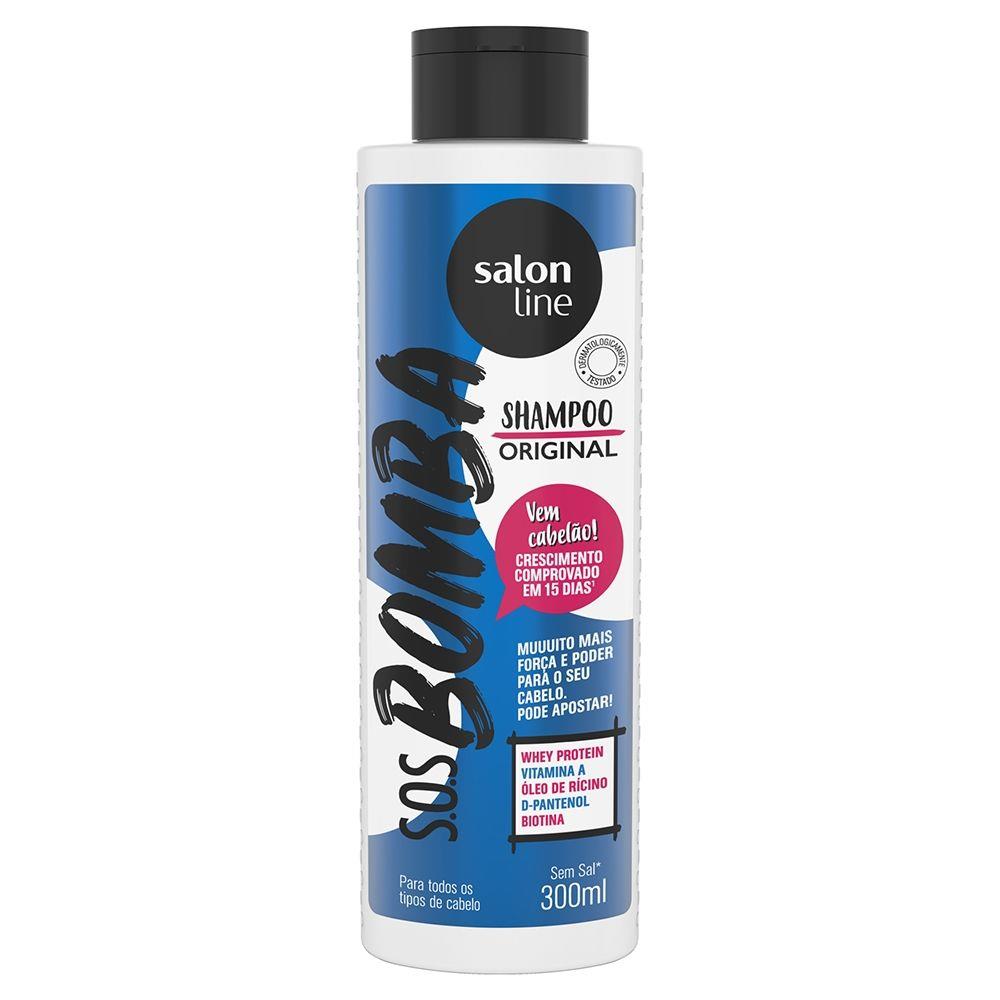 salon
line
DERMATOLOGICAMENTE
TESTADO
SHAMPOO
ORIGINAL
Vem
cabelão!
CRESCIMENTO
COMPROVADO
EM 15 DIAS¹
S.O.S BOMBA
MUUUITO MAIS
FORÇA E PODER
PARA O SEU
CABELO.
PODE APOSTAR!
WHEY PROTEIN
VITAMINA A
ÓLEO DE RÍCINO
D-PANTENOL
BIOTINA
Para todos os
tipos de cabelo
Sem Sal*
300ml